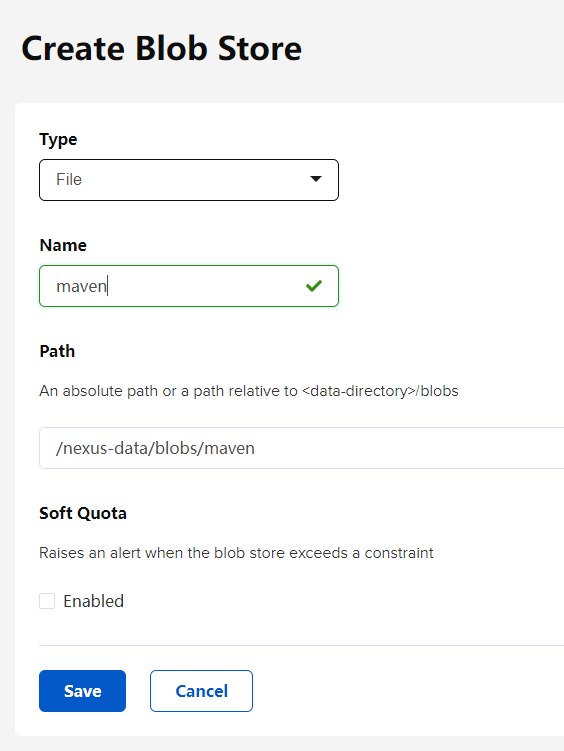 Create Blob Store
Type
File
Name
maven
Path
An absolute path or a path relative to <data-directory>/blobs
/nexus-data/blobs/maven
Soft Quota
Raises an alert when the blob store exceeds a constraint
Enabled
Save
Cancel